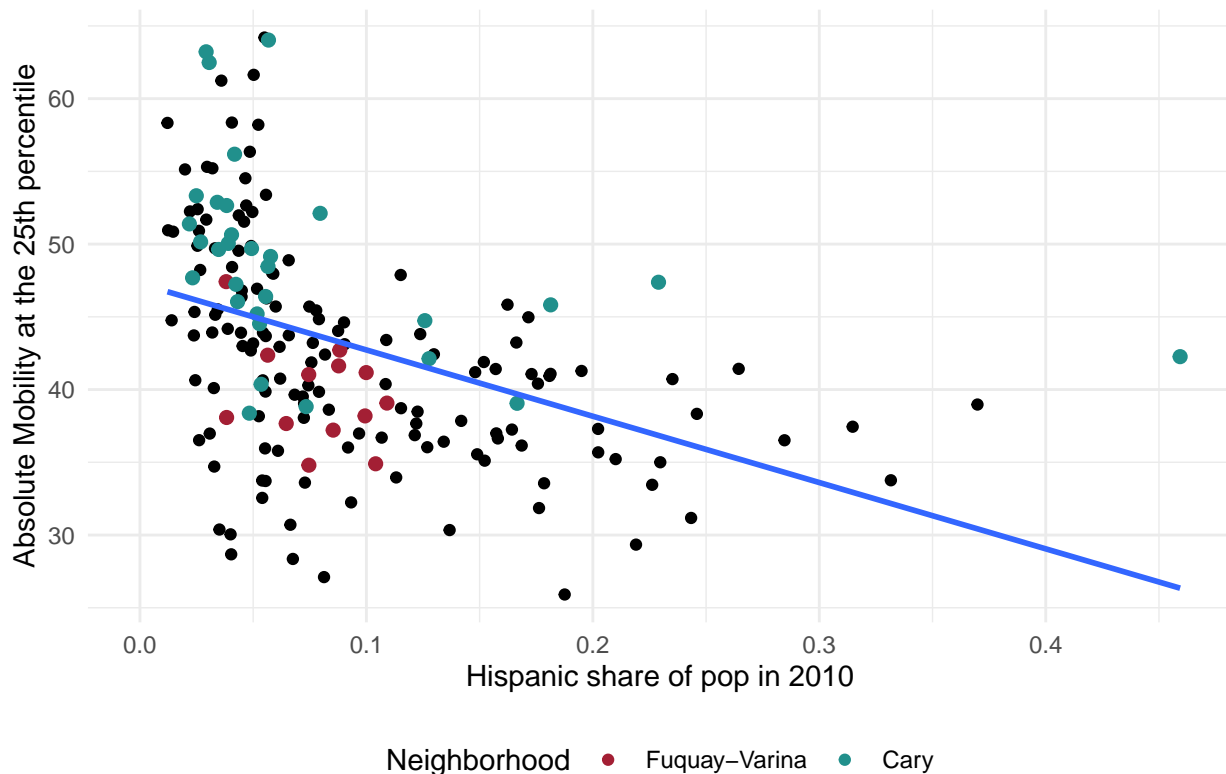 Absolute Mobility at the 25th percentile
60
50
40
30
0.0 0.1 0.2 0.3 0.4
Hispanic share of pop in 2010
Neighborhood Fuquay−Varina Cary